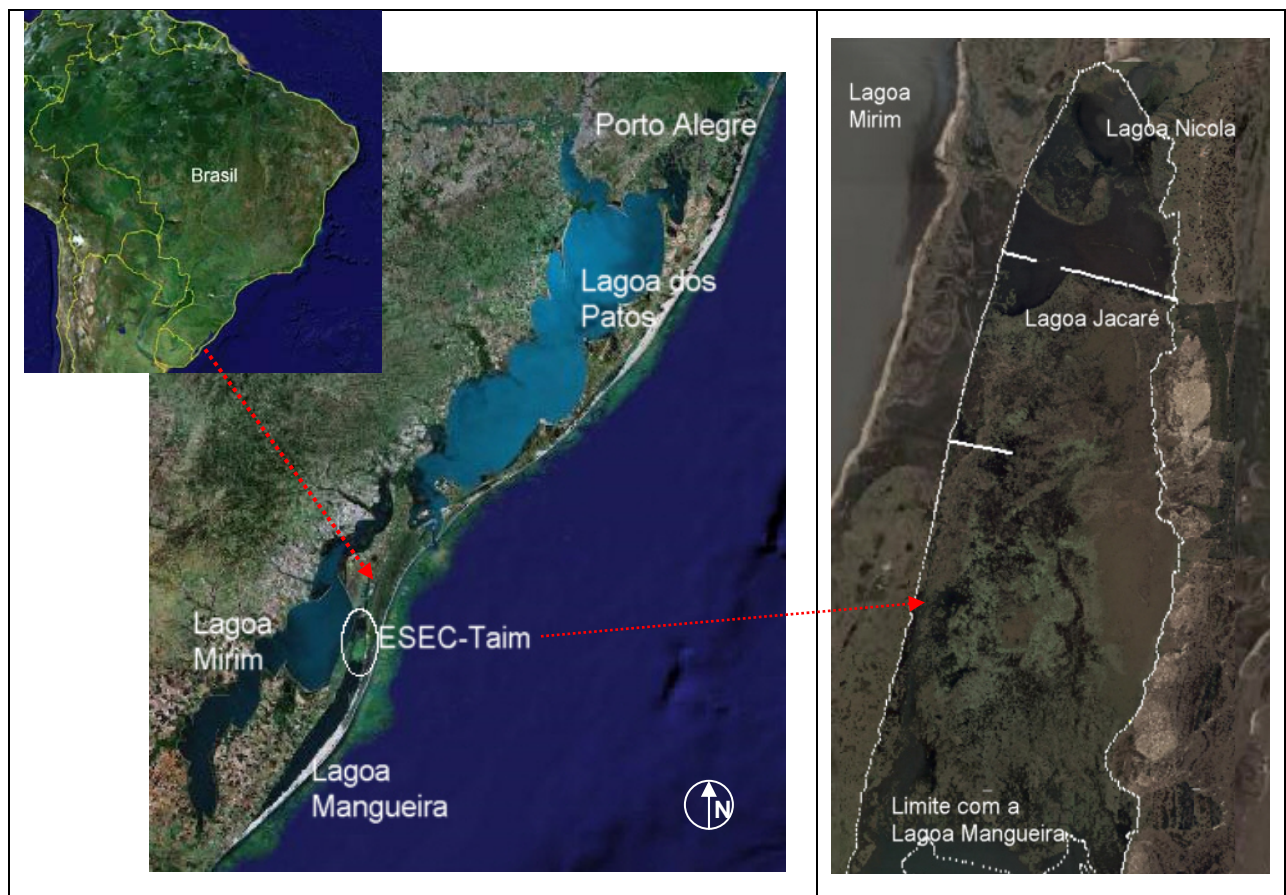 Brasil
Porto Alegre
Lagoa dos
Patos
Lagoa
Mirim
ESEC-Taim
Lagoa
Mangueira
N
Lagoa
Mirim
Lagoa Nicola
Lagoa Jacaré
Limite com a
Lagoa Mangueira